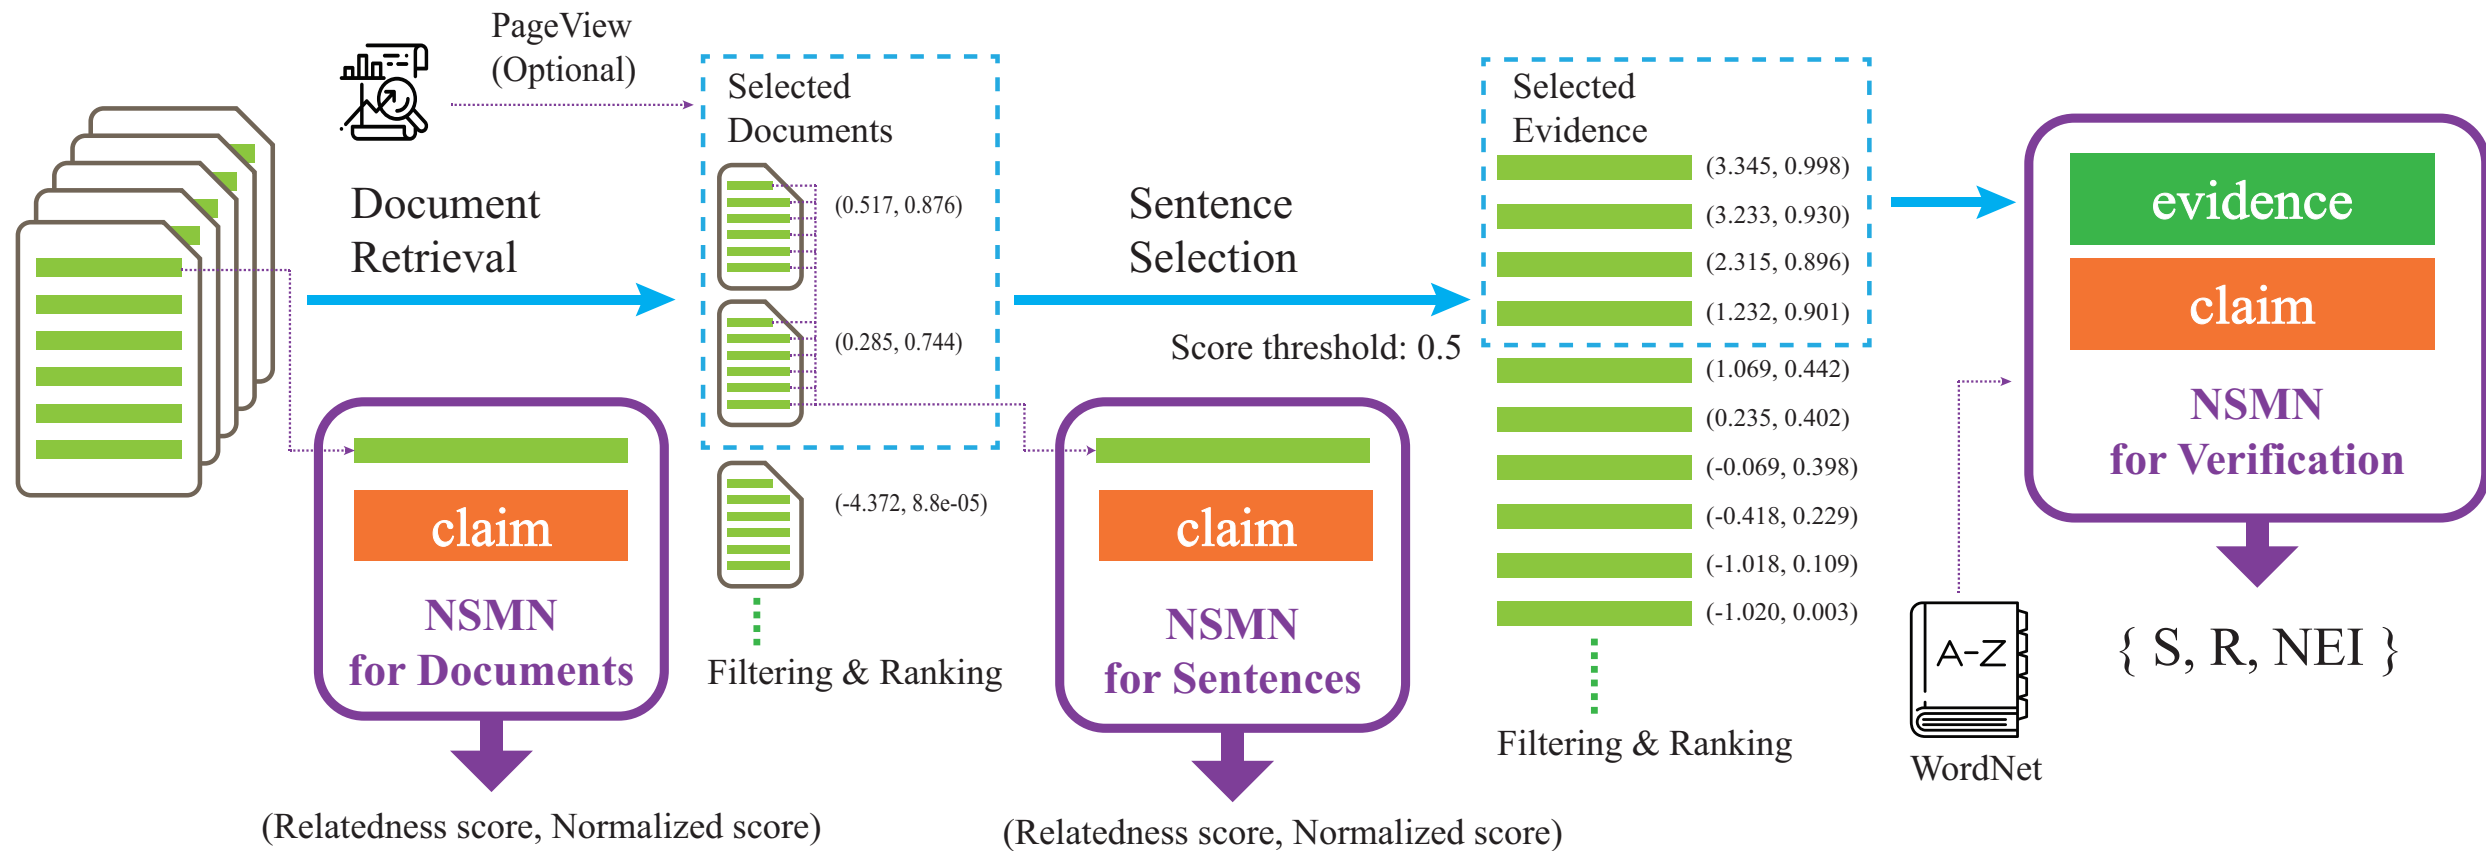 PageView
(Optional)
Document
Retrieval
claim
NSMN
for Documents
(Relatedness score, Normalized score)
Selected
Documents
(0.517, 0.876)
(0.285, 0.744)
(-4.372, 8.8e-05)
Filtering & Ranking
Sentence
Selection
Score threshold: 0.5
claim
NSMN
for Sentences
(Relatedness score, Normalized score)
Selected
Evidence
(3.345, 0.998)
(3.233, 0.930)
(2.315, 0.896)
(1.232, 0.901)
(1.069, 0.442)
(0.235, 0.402)
(-0.069, 0.398)
(-0.418, 0.229)
(-1.018, 0.109)
(-1.020, 0.003)
Filtering & Ranking
A-Z
WordNet
evidence
claim
NSMN
for Verification
{ S, R, NEI }